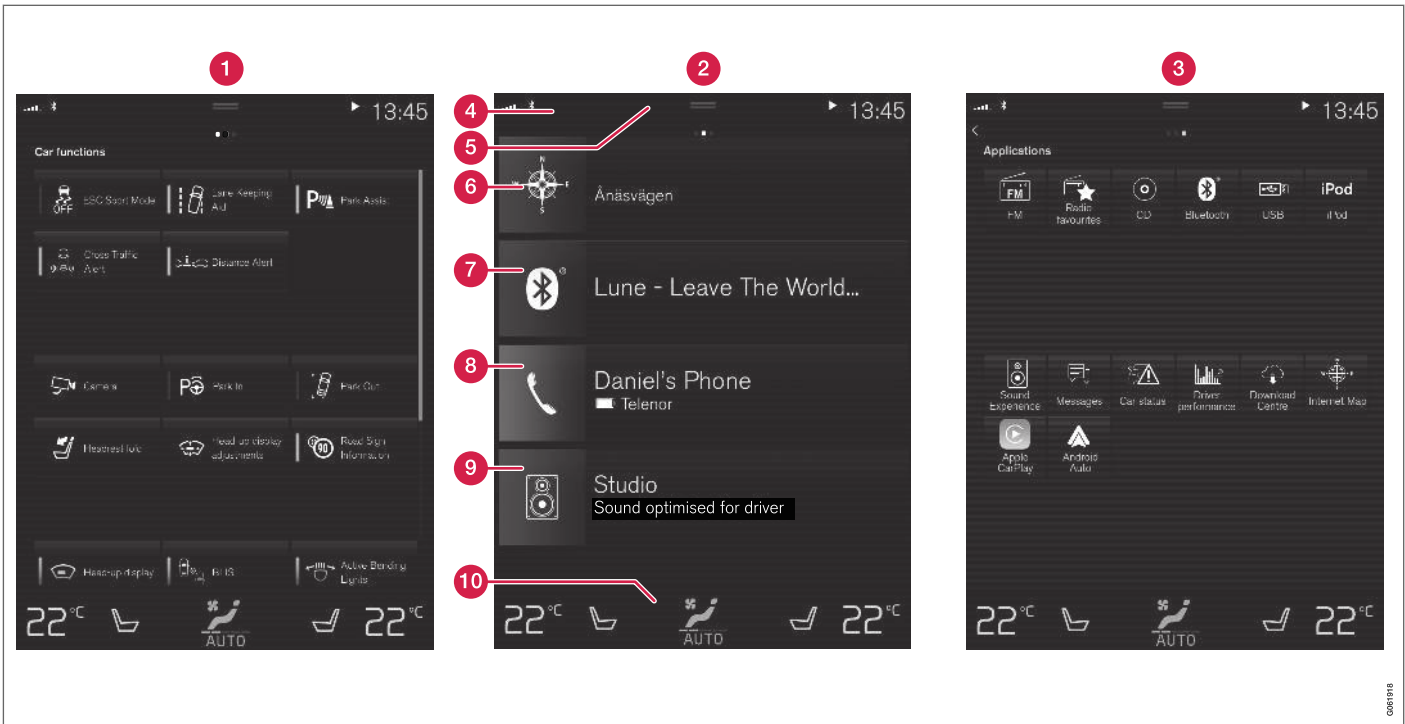 1
2
3
13:45
Car functions
ESC Sport Mode
OFF
Lane Keeping
Aid
Park Assist
Cross Traffic
Alert
Distance Alert
Camera
Park In
Park Out
Headrest fold
Head-up display
adjustments
90
Road Sign
Information
Head-up display
BLIS
Active Bending
Lights
22°C
AUTO
22°C
4
5
6
7
8
9
10
13:45
N
E
S
Ånäsvägen
Lune - Leave The World...
Daniel's Phone
Telenor
Studio
Sound optimised for driver
22°C
AUTO
22°C
13:45
Applications
FM
FM
Radio
favourites
CD
Bluetooth
USB
iPod
iPod
Sound
Experience
Messages
Car status
Driver
performance
Download
Centre
Internet Map
Apple
CarPlay
Android
Auto
22°C
AUTO
22°C
G061918